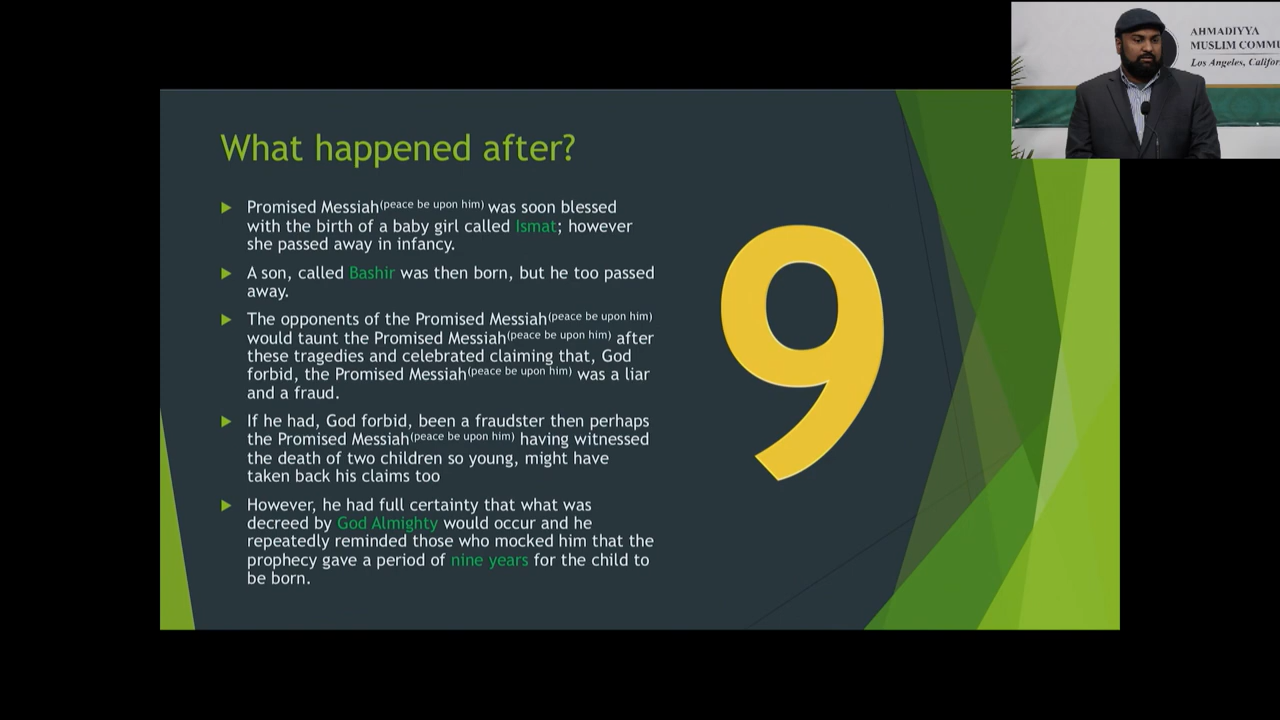 What happened after?
Promised Messiah(peace be upon him) was soon blessed
with the birth of a baby girl called Ismat; however
she passed away in infancy.
A son, called Bashir was then born, but he too passed
away.
The opponents of the Promised Messiah(peace be upon him)
would taunt the Promised Messiah(peace be upon him) after
these tragedies and celebrated claiming that, God
forbid, the Promised Messiah(peace be upon him) was a liar
and a fraud.
If he had, God forbid, been a fraudster then perhaps
the Promised Messiah(peace be upon him) having witnessed
the death of two children so young, might have
taken back his claims too
However, he had full certainty that what was
decreed by God Almighty would occur and he
repeatedly reminded those who mocked him that the
prophecy gave a period of nine years for the child to
be born.
9
AHMADIYYA
MUSLIM COMMU
Los Angeles, Califor